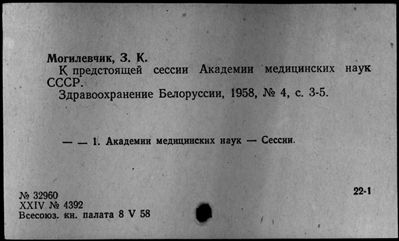 Могилевчик, З. К.
К предстоящей сессии Академии медицинских наук
СССР.
Здравоохранение Белоруссии, 1958, № 4, с. 3-5.
— — 1. Академии медицинских наук — Сессии.
№ 32960
22-1
XXIV № 4392
Всесоюз. кн. палата 8 V 58